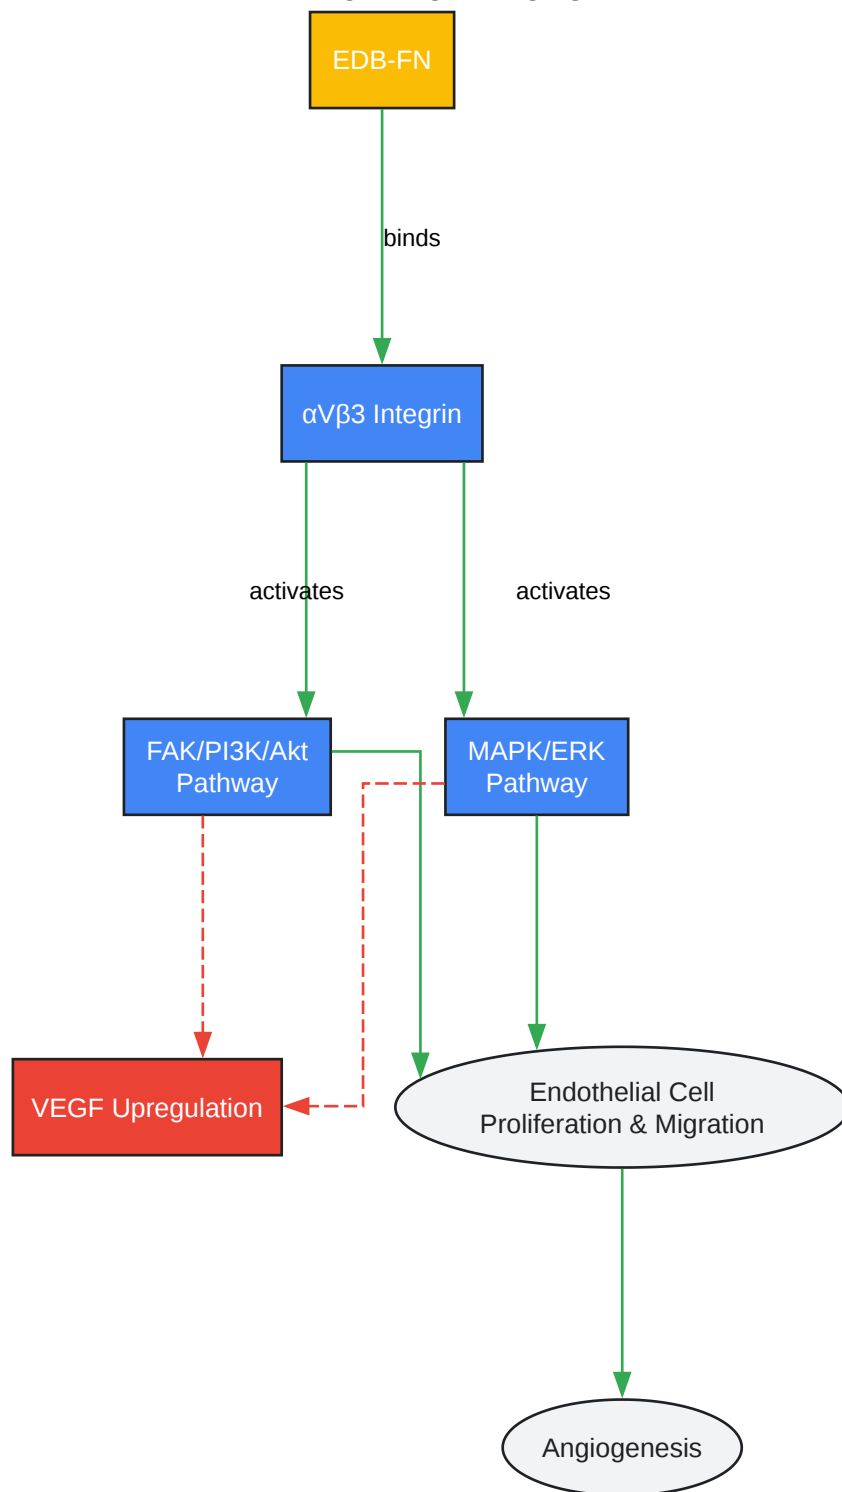 EDB-FN
binds
αVβ3 Integrin
activates
activates
FAK/PI3K/Akt
Pathway
MAPK/ERK
Pathway
VEGF Upregulation
Endothelial Cell
Proliferation & Migration
Angiogenesis